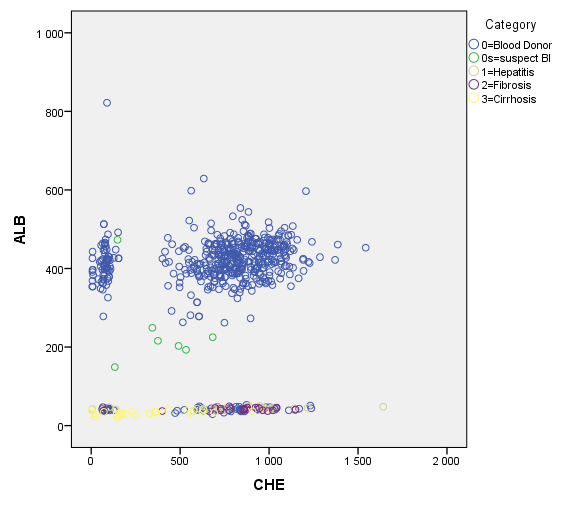 Category
0=Blood Donor
0s=suspect Bl
1=Hepatitis
2=Fibrosis
3=Cirrhosis
1 000
800
600
400
200
0
ALB
0
500
1 000
1 500
2 000
CHE